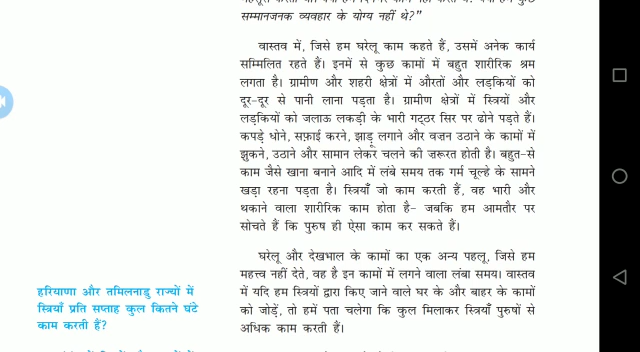 सम्मानजनक व्यवहार के योग्य नहीं थे?”
वास्तव में, जिसे हम घरेलू काम कहते हैं, उसमें अनेक कार्य
सम्मिलित रहते हैं। इनमें से कुछ कामों में बहुत शारीरिक श्रम
लगता है। ग्रामीण और शहरी क्षेत्रों में औरतों और लड़कियों को
दूर-दूर से पानी लाना पड़ता है। ग्रामीण क्षेत्रों में स्त्रियों और
लड़कियों को जलाऊ लकड़ी के भारी गट्ठर सिर पर ढोने पड़ते हैं।
कपड़े धोने, सफ़ाई करने, झाड़ू लगाने और वज़न उठाने के कामों में
झुकने, उठाने और सामान लेकर चलने की ज़रूरत होती है। बहुत-से
काम जैसे खाना बनाने आदि में लंबे समय तक गर्म चूल्हे के सामने
खड़ा रहना पड़ता है। स्त्रियाँ जो काम करती हैं, वह भारी और
थकाने वाला शारीरिक काम होता है– जबकि हम आमतौर पर
सोचते हैं कि पुरुष ही ऐसा काम कर सकते हैं।
घरेलू और देखभाल के कामों का एक अन्य पहलू, जिसे हम
महत्त्व नहीं देते, वह है इन कामों में लगने वाला लंबा समय। वास्तव
में यदि हम स्त्रियों द्वारा किए जाने वाले घर के और बाहर के कामों
को जोड़ें, तो हमें पता चलेगा कि कुल मिलाकर स्त्रियाँ पुरुषों से
अधिक काम करती हैं।
हरियाणा और तमिलनाडु राज्यों में
स्त्रियाँ प्रति सप्ताह कुल कितने घंटे
काम करती हैं?